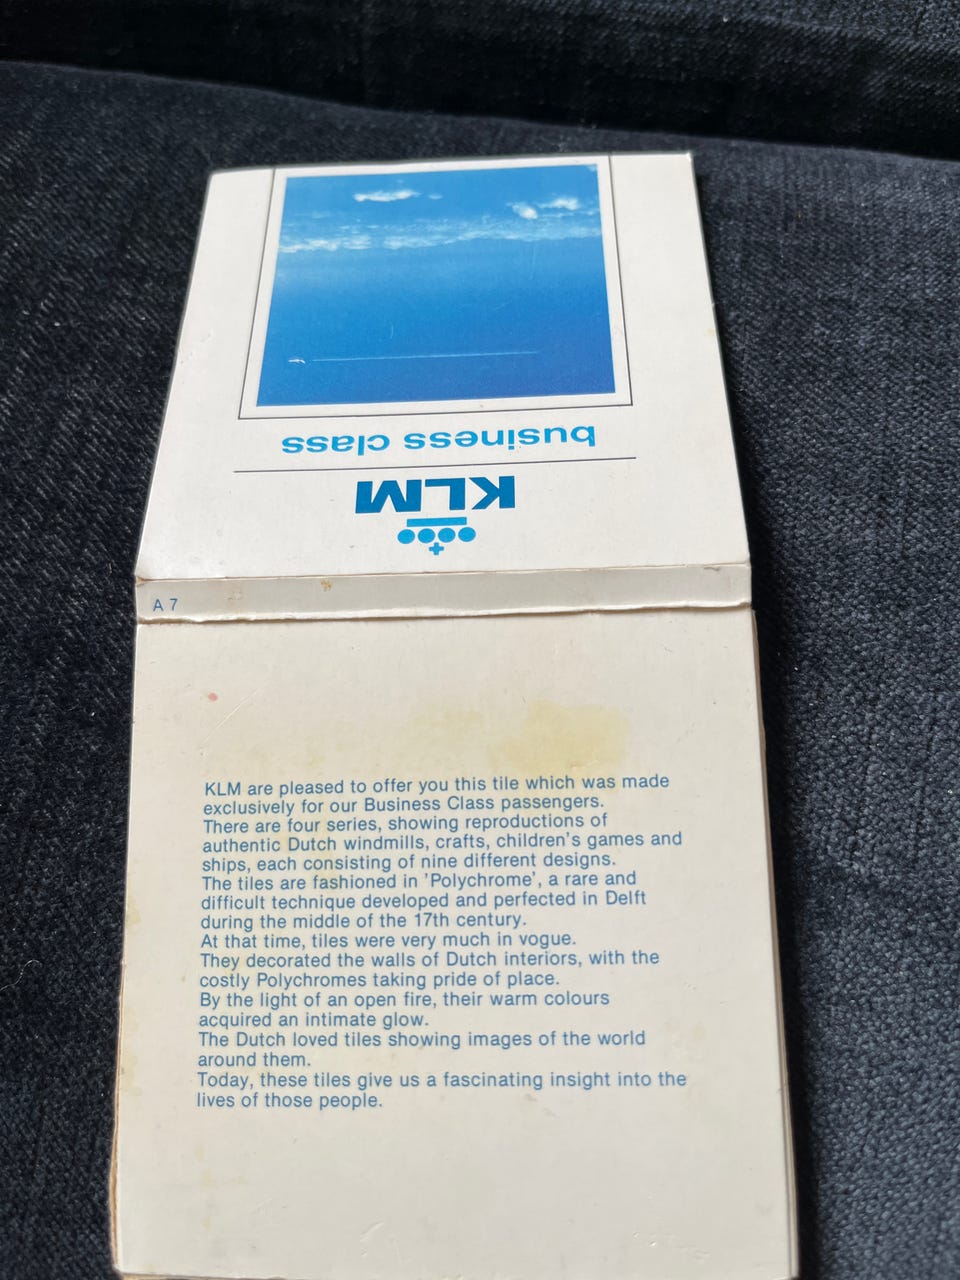 business class
KLM
A 7
KLM are pleased to offer you this tile which was made
exclusively for our Business Class passengers.
There are four series, showing reproductions of
authentic Dutch windmills, crafts, children's games and
ships, each consisting of nine different designs.
The tiles are fashioned in 'Polychrome', a rare and
difficult technique developed and perfected in Delft
during the middle of the 17th century.
At that time, tiles were very much in vogue.
They decorated the walls of Dutch interiors, with the
costly Polychromes taking pride of place.
By the light of an open fire, their warm colours
acquired an intimate glow.
The Dutch loved tiles showing images of the world
around them.
Today, these tiles give us a fascinating insight into the
lives of those people.